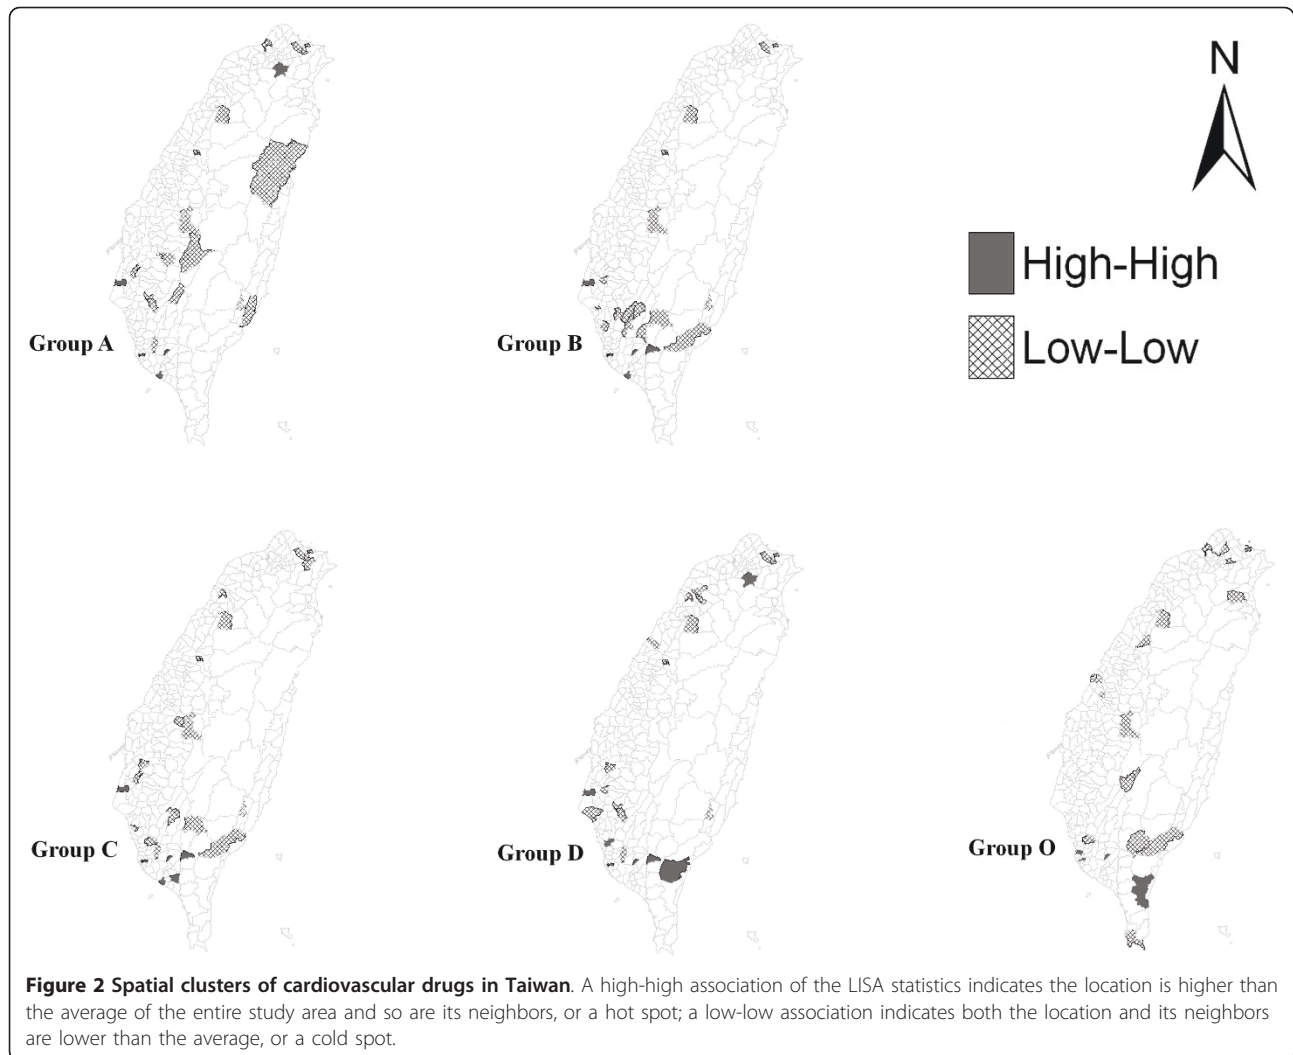 N
High-High
Low-Low
Group A
Group B
Group C
Group D
Group O
Figure 2 Spatial clusters of cardiovascular drugs in Taiwan. A high-high association of the LISA statistics indicates the location is higher than
the average of the entire study area and so are its neighbors, or a hot spot; a low-low association indicates both the location and its neighbors
are lower than the average, or a cold spot.